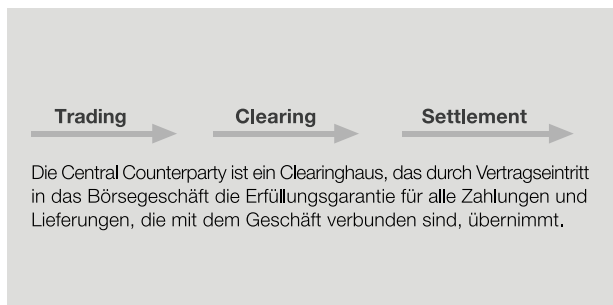 Trading Clearing Settlement
Die Central Counterparty ist ein Clearinghaus, das durch Vertragseintritt
in das Börsegeschäft die Erfüllungsgarantie für alle Zahlungen und
Lieferungen, die mit dem Geschäft verbunden sind, übernimmt.